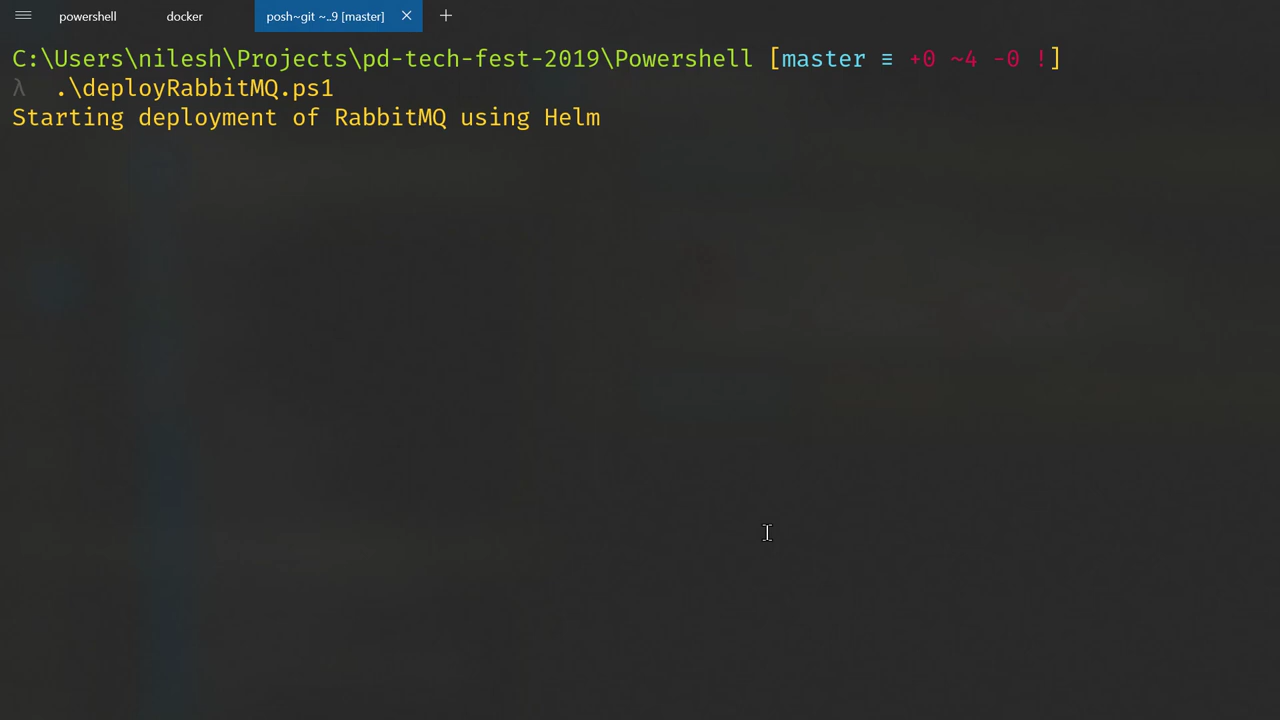 powershell
docker
posh~git ~..9 [master]
C:\Users\nilesh\Projects\pd-tech-fest-2019\Powershell [master ≡ +0 ~4 -0 !]
λ .\deployRabbitMQ.ps1
Starting deployment of RabbitMQ using Helm